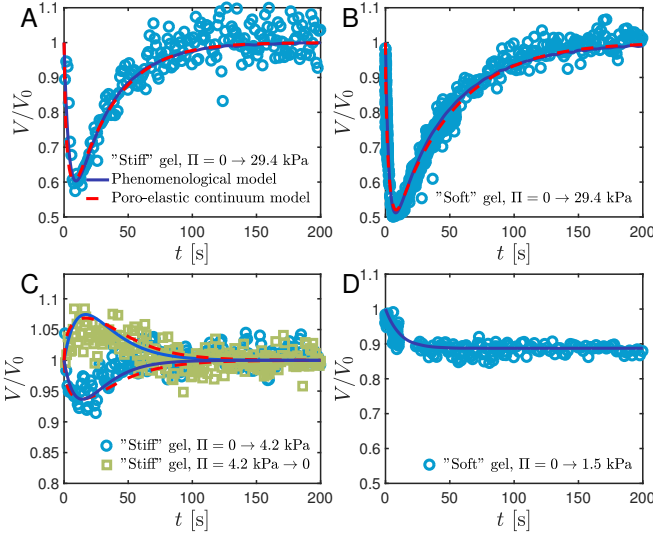 A
1.1
1
0.9
0.8
0.7
0.6
0.5
V/V0
"Stiff" gel, Π = 0 → 29.4 kPa
Phenomenological model
Poro-elastic continuum model
0 50 100 150 200
t [s]
B
1.1
1
0.9
0.8
0.7
0.6
0.5
V/V0
"Soft" gel, Π = 0 → 29.4 kPa
0 50 100 150 200
t [s]
C
1.1
1.05
1
0.95
0.9
0.85
0.8
V/V0
"Stiff" gel, Π = 0 → 4.2 kPa
"Stiff" gel, Π = 4.2 kPa → 0
0 50 100 150 200
t [s]
D
1.1
1
0.9
0.8
0.7
0.6
0.5
V/V0
"Soft" gel, Π = 0 → 1.5 kPa
0 50 100 150 200
t [s]